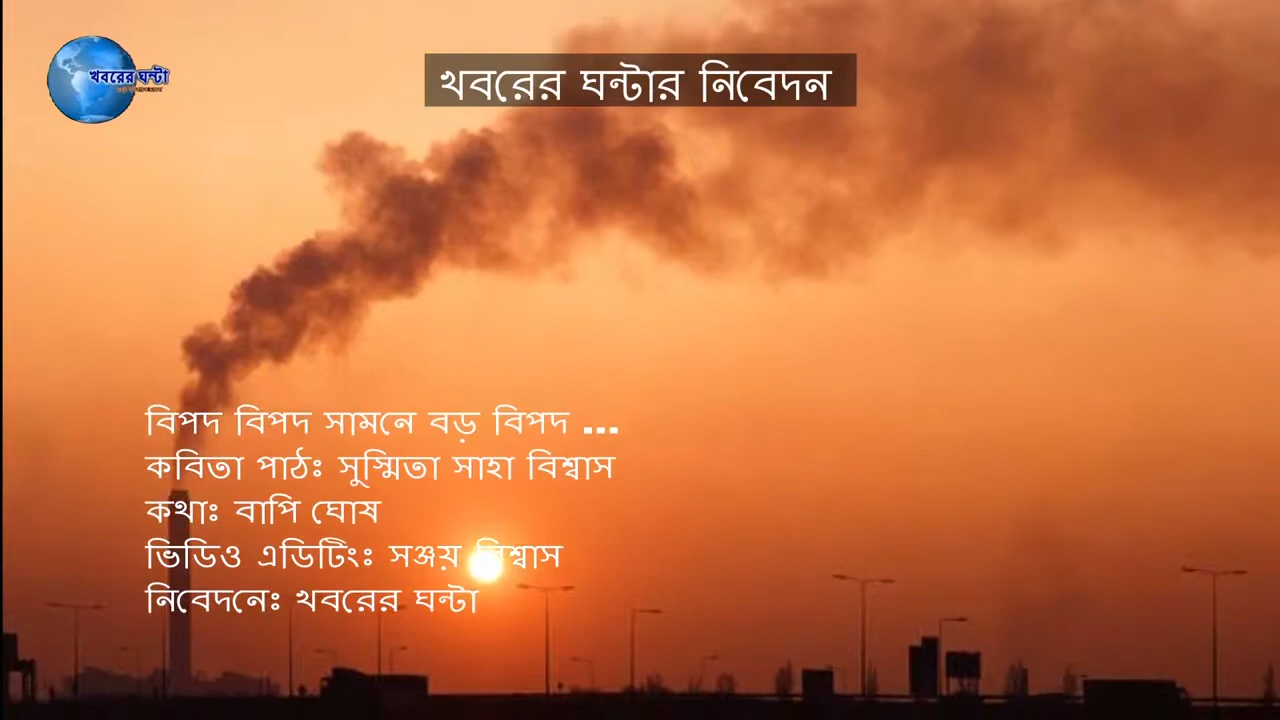 খবরের ঘন্টা
খবরের ঘন্টার নিবেদন
বিপদ বিপদ সামনে বড় বিপদ ...
কবিতা পাঠঃ সুস্মিতা সাহা বিশ্বাস
কথাঃ বাপি ঘোষ
ভিডিও এডিটিংঃ সঞ্জয় বিশ্বাস
নিবেদনেঃ খবরের ঘন্টা